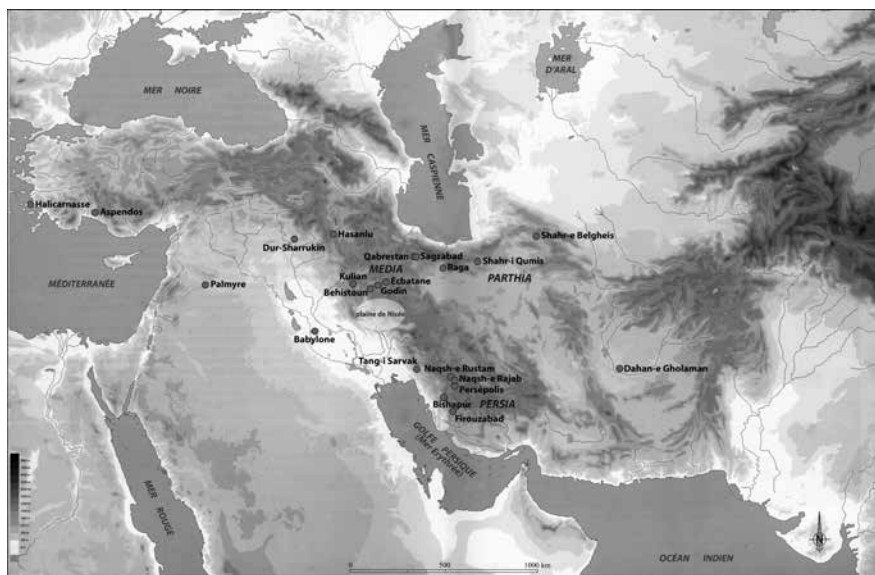 MER NOIRE
MER
D'ARAL
MER CASPIENNE
Halicarnasse
Aspendos
Hasanlu
Shahr-e Belgheis
Dur-Sharrukin
Qabrestan
Sagzabad
Shahr-i Qumis
MEDIA
Raga
PARTHIA
MÉDITERRANÉE
Palmyre
Kulian
Ecbatane
Behistoun
Godin
plaine de Nisée
Babylone
Tang-i Sarvak
Naqsh-e Rustam
Dahan-e Gholaman
Naqsh-e Rajab
Persépolis
Bishapur
PERSIA
Firouzabad
GOLFE PERSIQUE
(Mer Erythrée)
MER ROUGE
N
OCÉAN INDIEN
0
500
1000 km